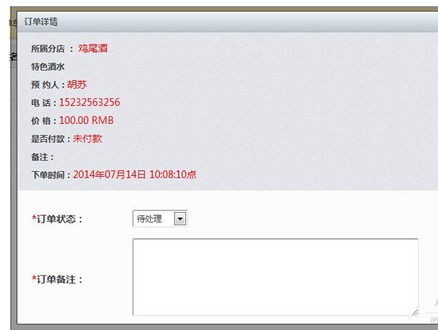 订单详情
所属分店 ： 鸡尾酒
特色酒水
预 约人：胡苏
电 话：15232563256
价 格：100.00 RMB
是否付款：未付款
备注：
下单时间：2014年07月14日 10:08:10点
*订单状态： 待处理
*订单备注：